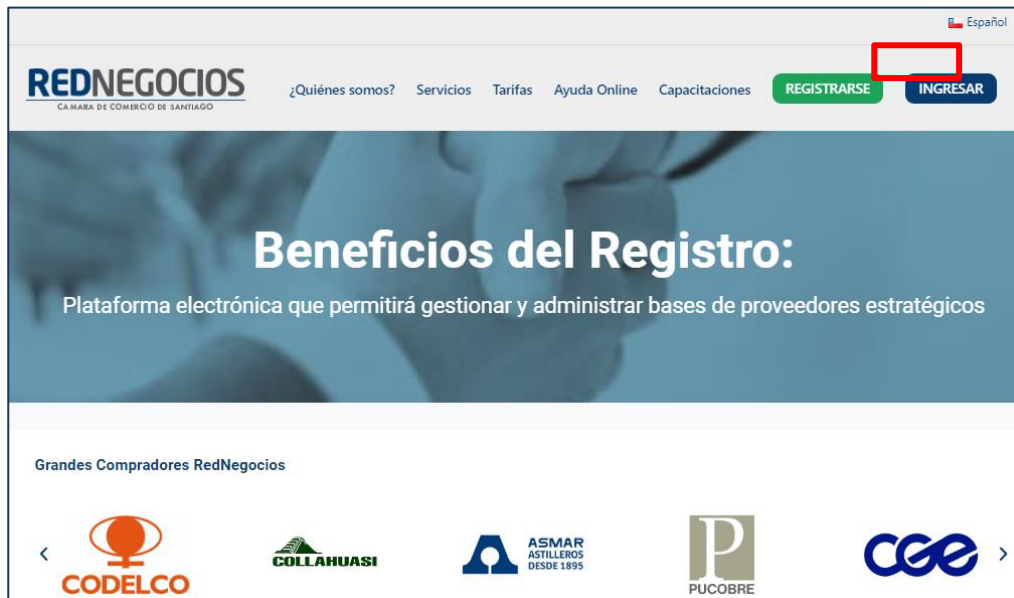 Español
REDNEGOCIOS
CAMARA DE COMERCIO DE SANTIAGO
¿Quiénes somos? Servicios Tarifas Ayuda Online Capacitaciones REGISTRARSE INGRESAR
Beneficios del Registro:
Plataforma electrónica que permitirá gestionar y administrar bases de proveedores estratégicos
Grandes Compradores RedNegocios
CODELCO
COLLAHUASI
ASMAR
ASTILLEROS
DESDE 1895
P
PUCOBRE
CGE